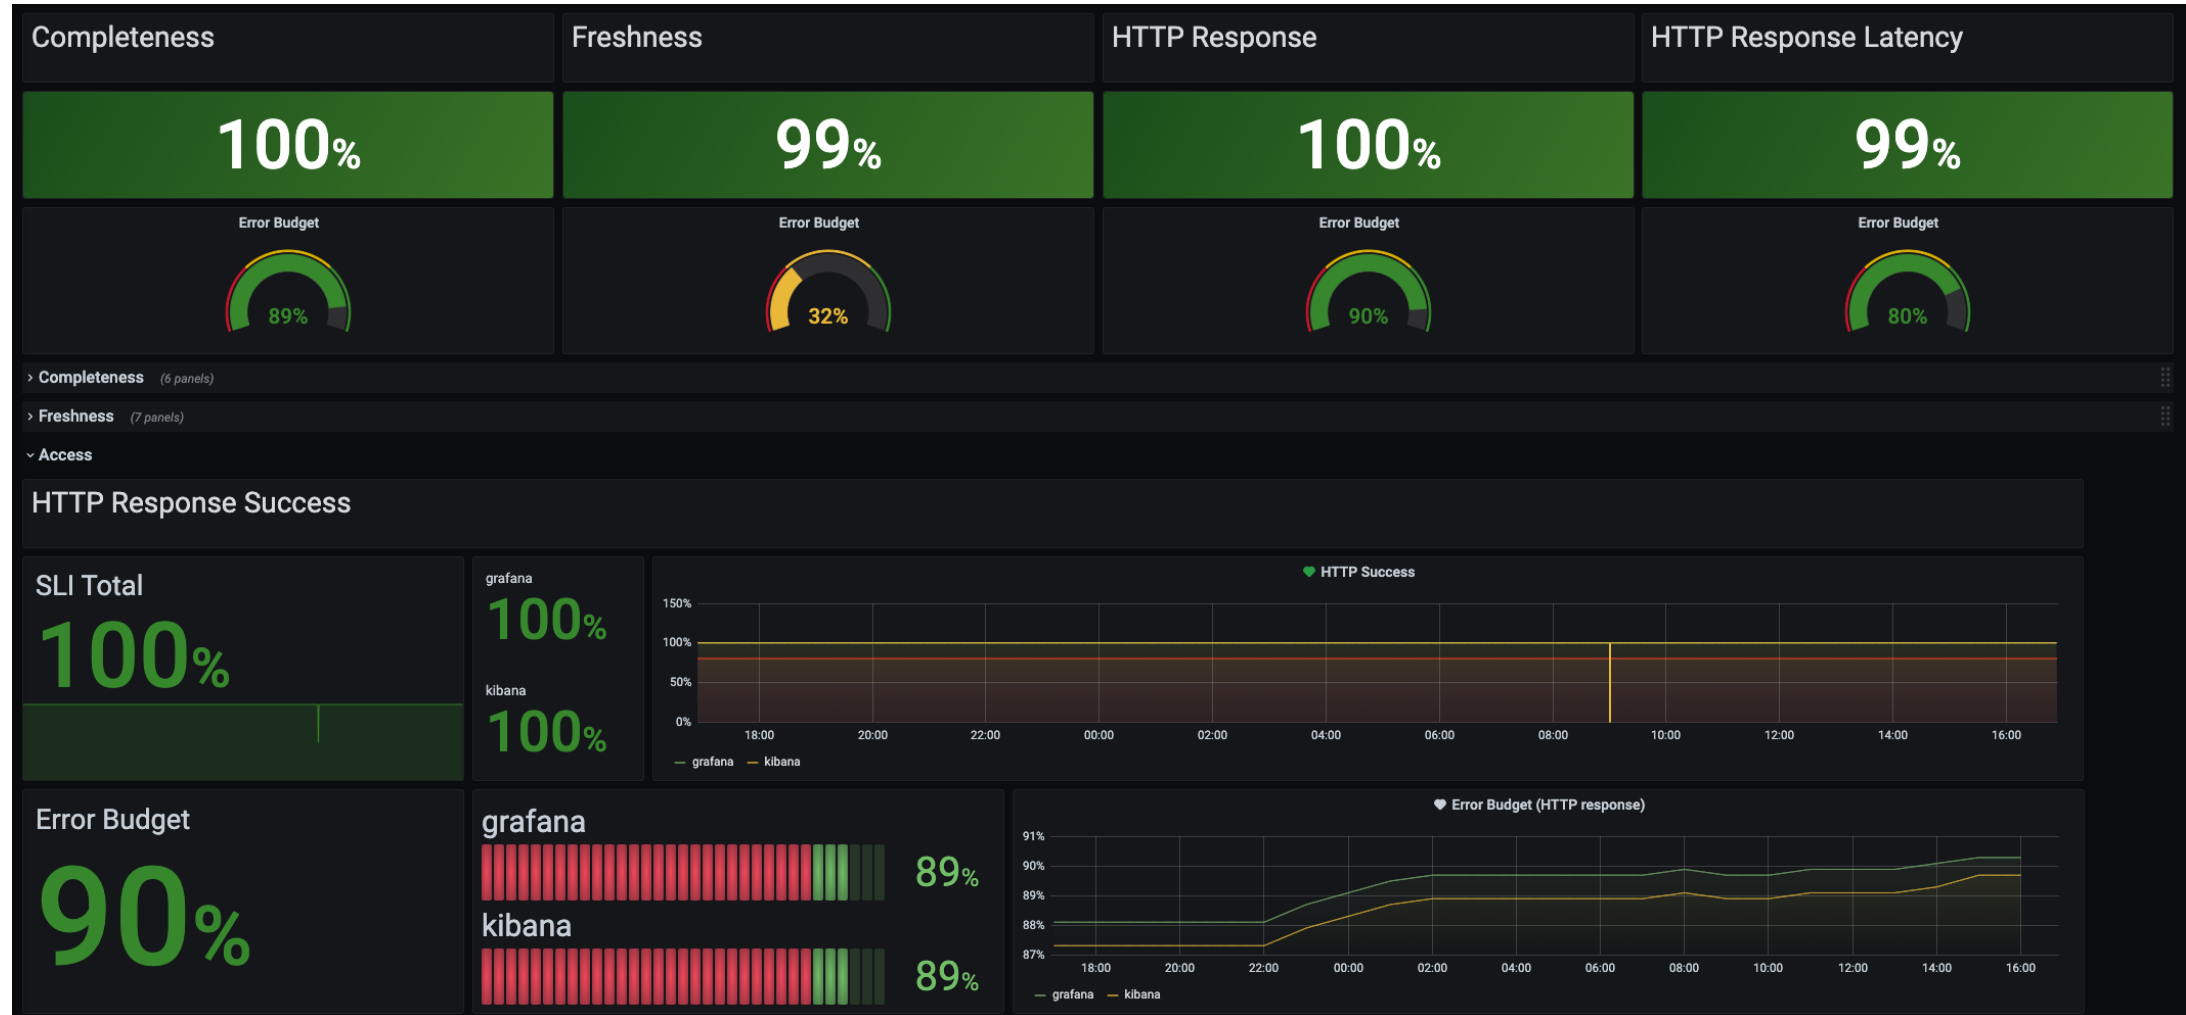 Completeness
Freshness
HTTP Response
HTTP Response Latency
100%
99%
100%
99%
Error Budget
Error Budget
Error Budget
Error Budget
89%
32%
90%
80%
Completeness (6 panels)
Freshness (7 panels)
Access
HTTP Response Success
SLI Total
100%
grafana
100%
kibana
100%
HTTP Success
150%
100%
50%
0%
18:00 20:00 22:00 00:00 02:00 04:00 06:00 08:00 10:00 12:00 14:00 16:00
grafana kibana
Error Budget
90%
grafana
89%
kibana
89%
Error Budget (HTTP response)
91%
90%
89%
88%
87%
18:00 20:00 22:00 00:00 02:00 04:00 06:00 08:00 10:00 12:00 14:00 16:00
grafana kibana